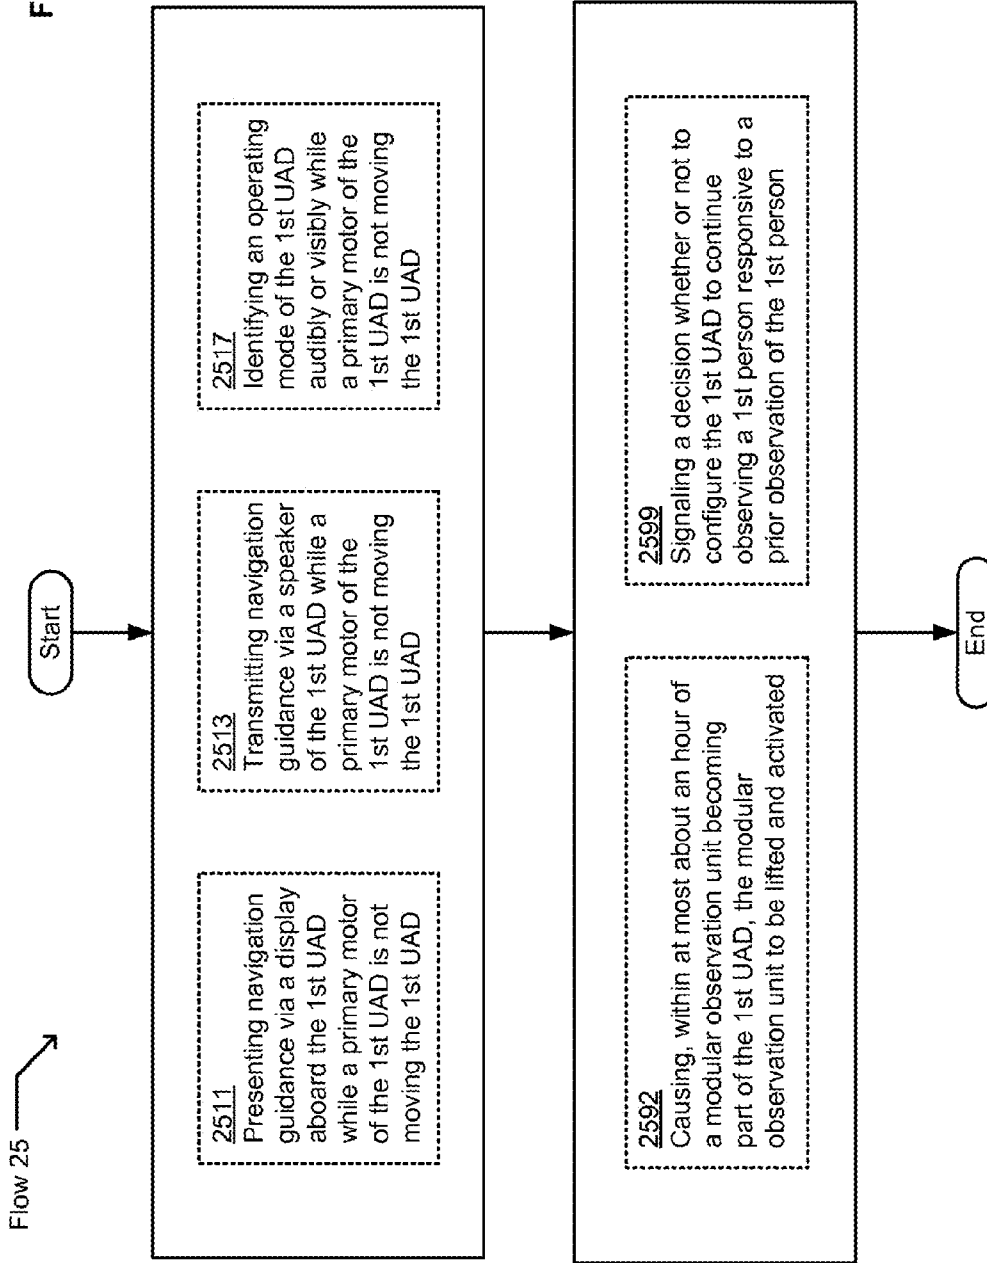 Flow 25
F
Start
2511
Presenting navigation
guidance via a display
aboard the 1st UAD
while a primary motor
of the 1st UAD is not
moving the 1st UAD
2513
Transmitting navigation
guidance via a speaker
of the 1st UAD while a
primary motor of the
1st UAD is not moving
the 1st UAD
2517
Identifying an operating
mode of the 1st UAD
audibly or visibly while
a primary motor of the
1st UAD is not moving
the 1st UAD
2592
Causing, within at most about an hour of
a modular observation unit becoming
part of the 1st UAD, the modular
observation unit to be lifted and activated
2599
Signaling a decision whether or not to
configure the 1st UAD to continue
observing a 1st person responsive to a
prior observation of the 1st person
End